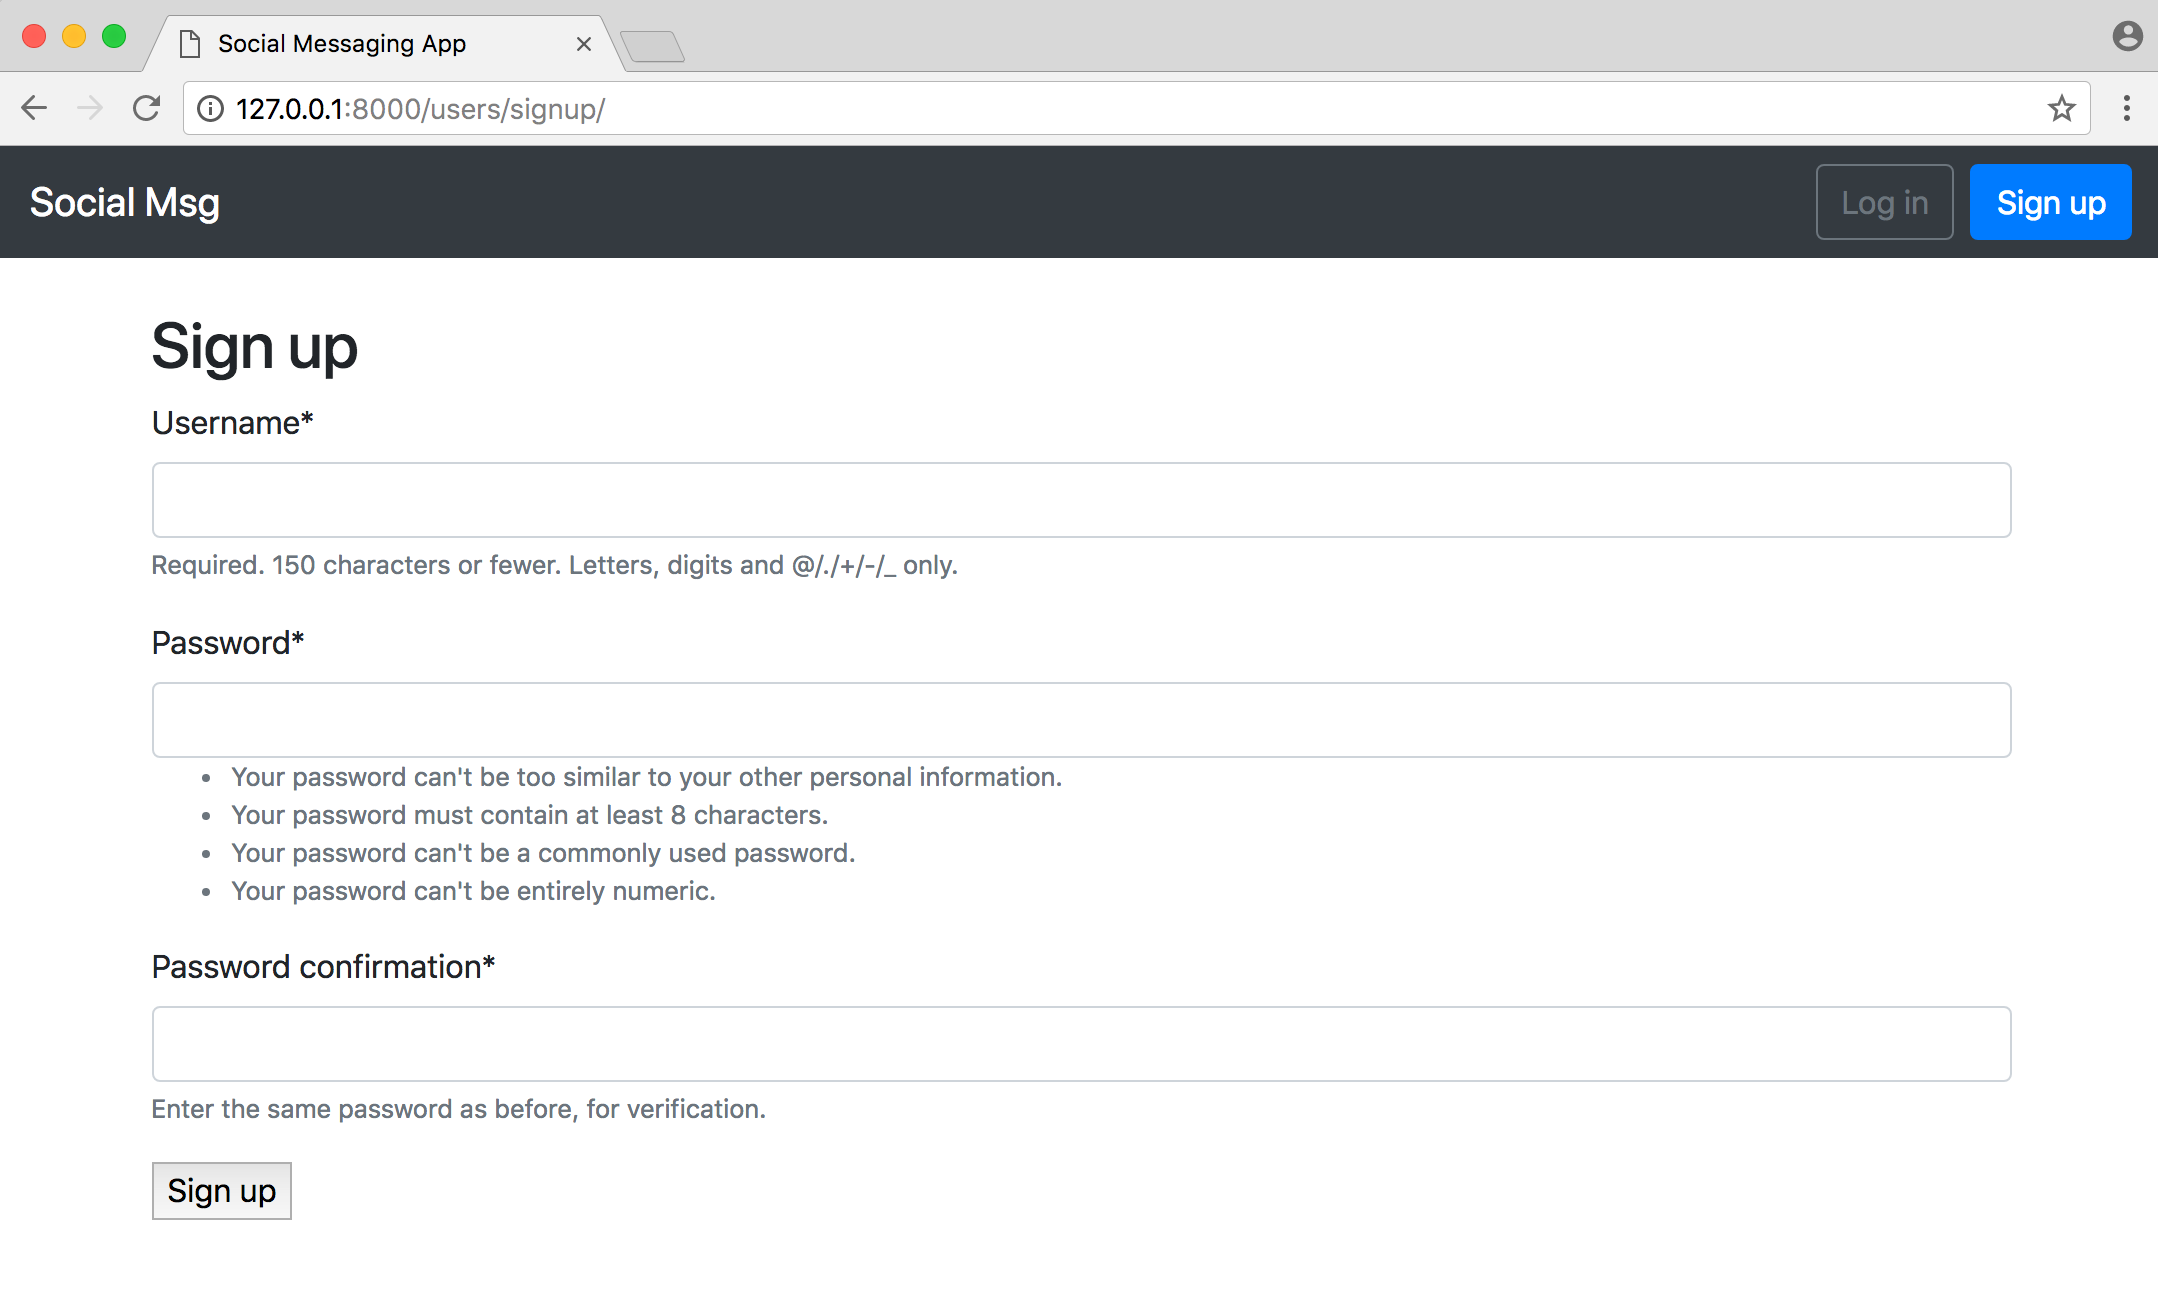 Social Messaging App
127.0.0.1:8000/users/signup/
Social Msg
Log in
Sign up
Sign up
Username*
Required. 150 characters or fewer. Letters, digits and @/./+/-/_ only.
Password*
• Your password can't be too similar to your other personal information.
• Your password must contain at least 8 characters.
• Your password can't be a commonly used password.
• Your password can't be entirely numeric.
Password confirmation*
Enter the same password as before, for verification.
Sign up